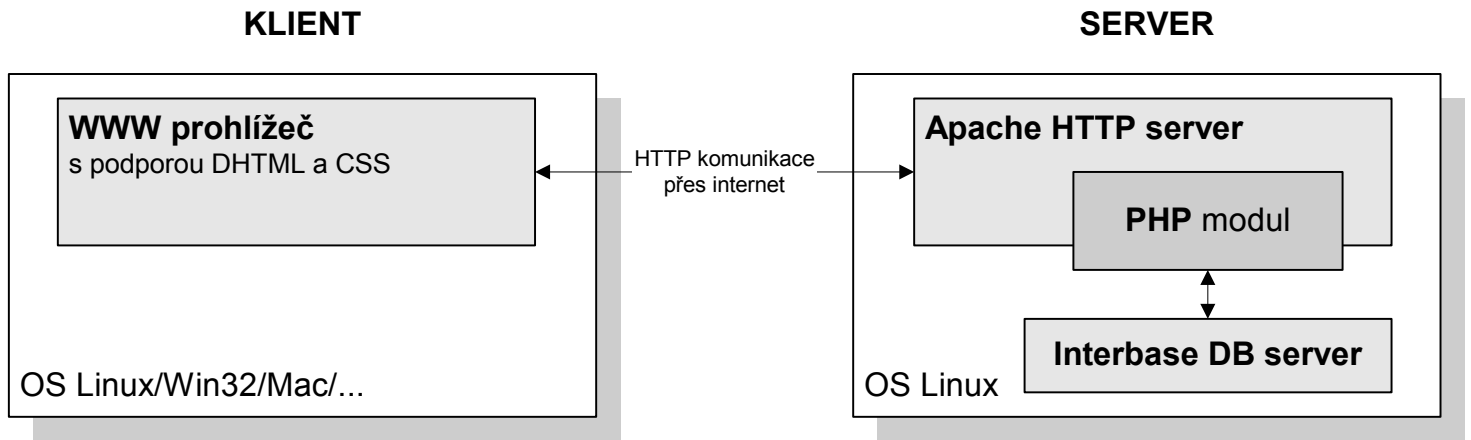 KLIENT
SERVER
WWW prohlížeč
s podporou DHTML a CSS
HTTP komunikace
přes internet
Apache HTTP server
PHP modul
Interbase DB server
OS Linux/Win32/Mac/...
OS Linux